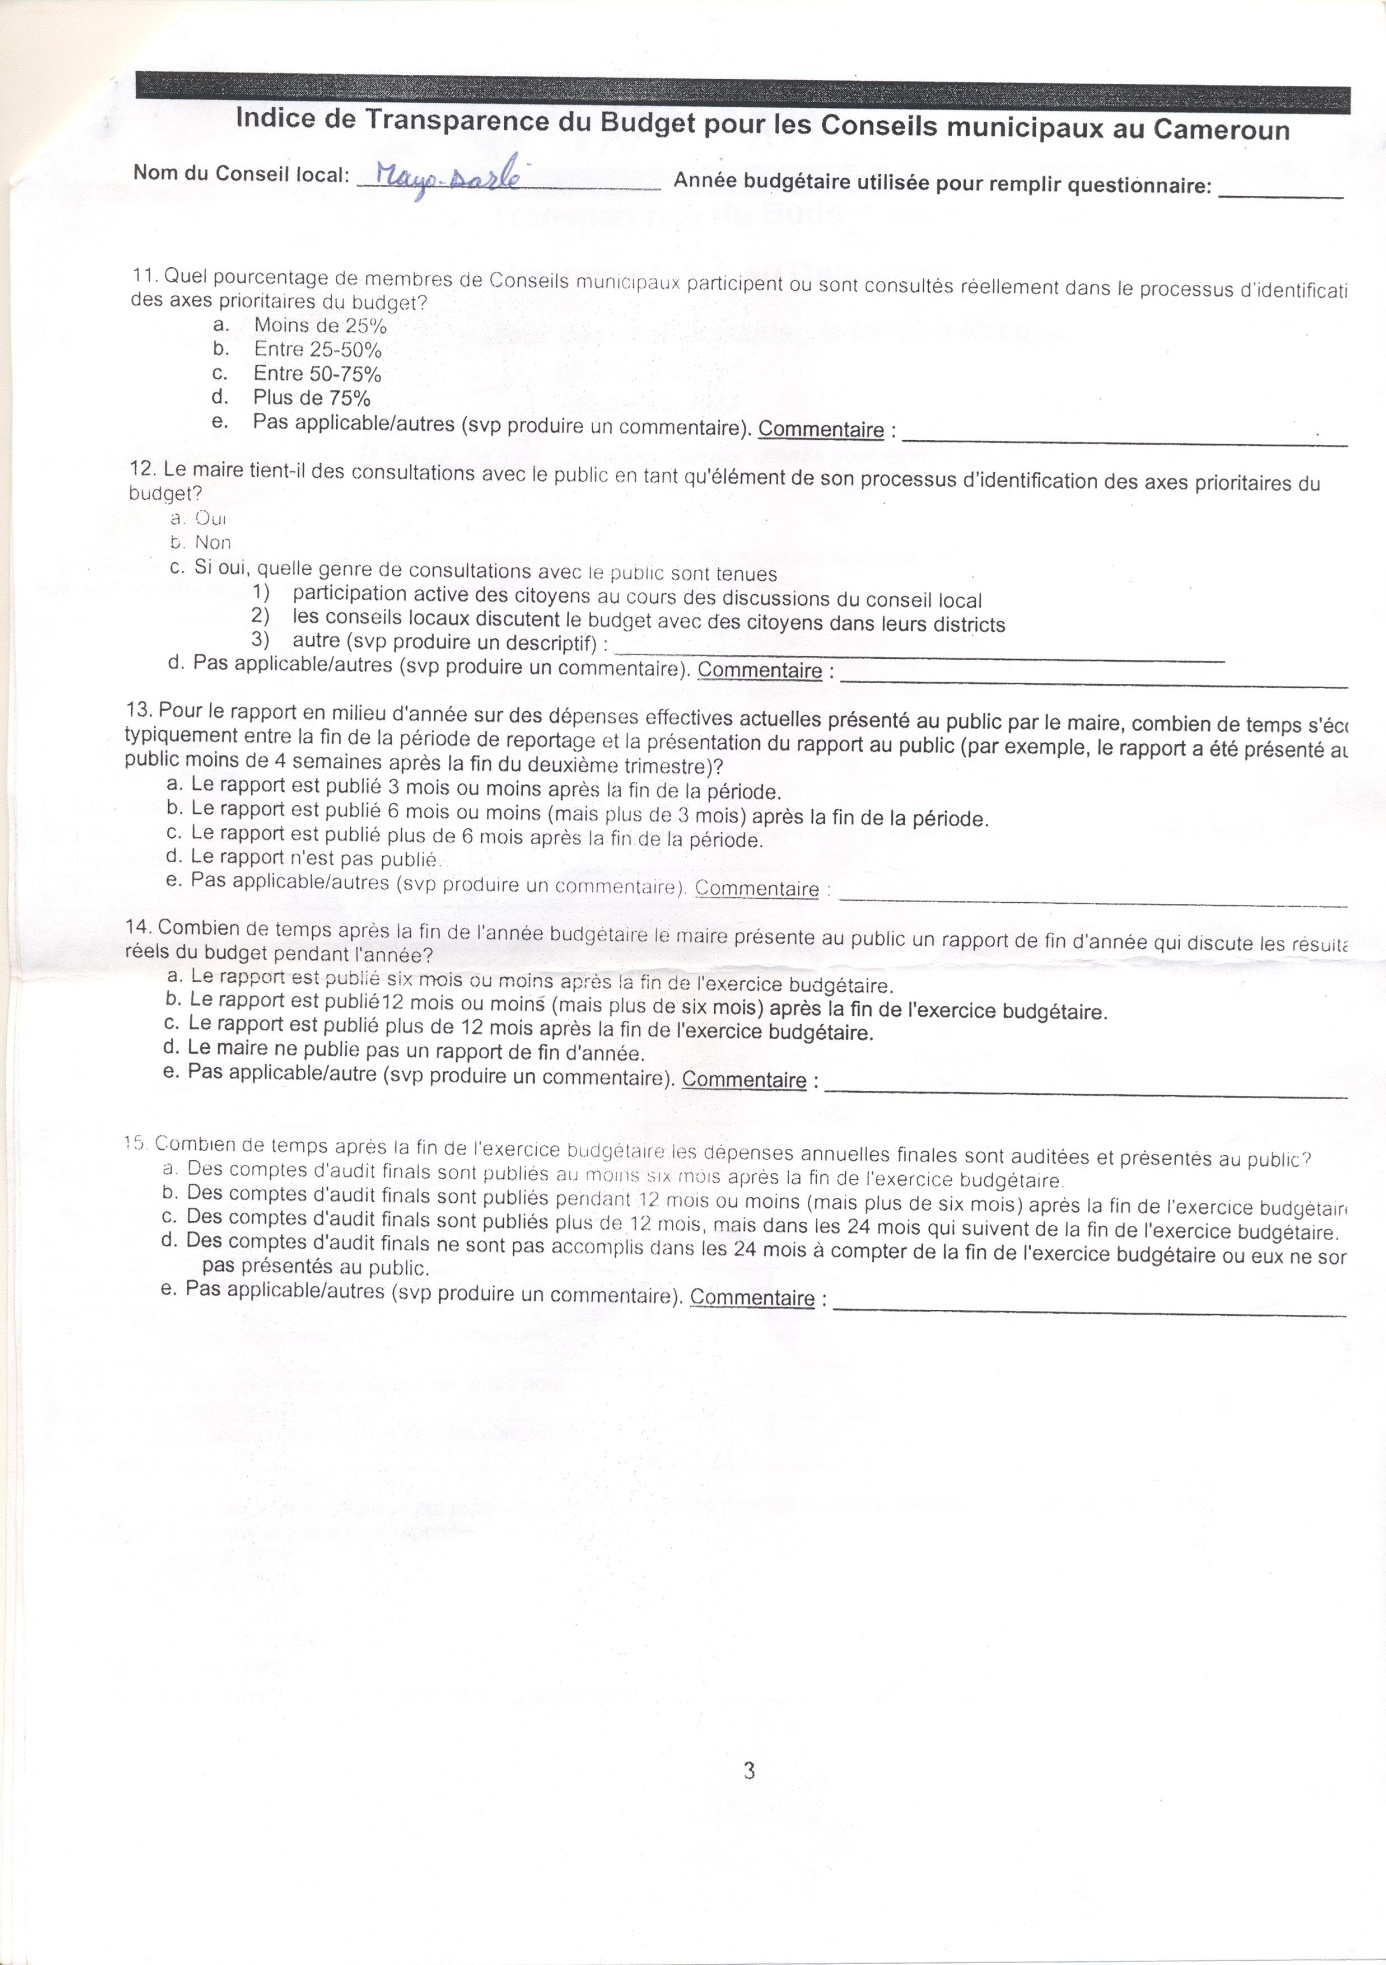 Indice de Transparence du Budget pour les Conseils municipaux au Cameroun
Nom du Conseil local: Mayo-Darlé Année budgétaire utilisée pour remplir questionnaire:
11. Quel pourcentage de membres de Conseils municipaux participent ou sont consultés réellement dans le processus d'identificati
des axes prioritaires du budget?
a. Moins de 25%
b. Entre 25-50%
c. Entre 50-75%
d. Plus de 75%
e. Pas applicable/autres (svp produire un commentaire). Commentaire :
12. Le maire tient-il des consultations avec le public en tant qu'élément de son processus d'identification des axes prioritaires du
budget?
a. Oui
b. Non
c. Si oui, quelle genre de consultations avec le public sont tenues
1) participation active des citoyens au cours des discussions du conseil local
2) les conseils locaux discutent le budget avec des citoyens dans leurs districts
3) autre (svp produire un descriptif) :
d. Pas applicable/autres (svp produire un commentaire). Commentaire :
13. Pour le rapport en milieu d'année sur des dépenses effectives actuelles présenté au public par le maire, combien de temps s'éc
typiquement entre la fin de la période de reportage et la présentation du rapport au public (par exemple, le rapport a été présenté au
public moins de 4 semaines après la fin du deuxième trimestre)?
a. Le rapport est publié 3 mois ou moins après la fin de la période.
b. Le rapport est publié 6 mois ou moins (mais plus de 3 mois) après la fin de la période.
c. Le rapport est publié plus de 6 mois après la fin de la période.
d. Le rapport n'est pas publié.
e. Pas applicable/autres (svp produire un commentaire). Commentaire :
14. Combien de temps après la fin de l'année budgétaire le maire présente au public un rapport de fin d'année qui discute les résulta
réels du budget pendant l'année?
a. Le rapport est publié six mois ou moins après la fin de l'exercice budgétaire.
b. Le rapport est publié12 mois ou moins (mais plus de six mois) après la fin de l'exercice budgétaire.
c. Le rapport est publié plus de 12 mois après la fin de l'exercice budgétaire.
d. Le maire ne publie pas un rapport de fin d'année.
e. Pas applicable/autre (svp produire un commentaire). Commentaire :
15. Combien de temps après la fin de l'exercice budgétaire les dépenses annuelles finales sont auditées et présentés au public?
a. Des comptes d'audit finals sont publiés au moins six mois après la fin de l'exercice budgétaire.
b. Des comptes d'audit finals sont publiés pendant 12 mois ou moins (mais plus de six mois) après la fin de l'exercice budgétair
c. Des comptes d'audit finals sont publiés plus de 12 mois, mais dans les 24 mois qui suivent de la fin de l'exercice budgétaire.
d. Des comptes d'audit finals ne sont pas accomplis dans les 24 mois à compter de la fin de l'exercice budgétaire ou eux ne sor
pas présentés au public.
e. Pas applicable/autres (svp produire un commentaire). Commentaire :
3